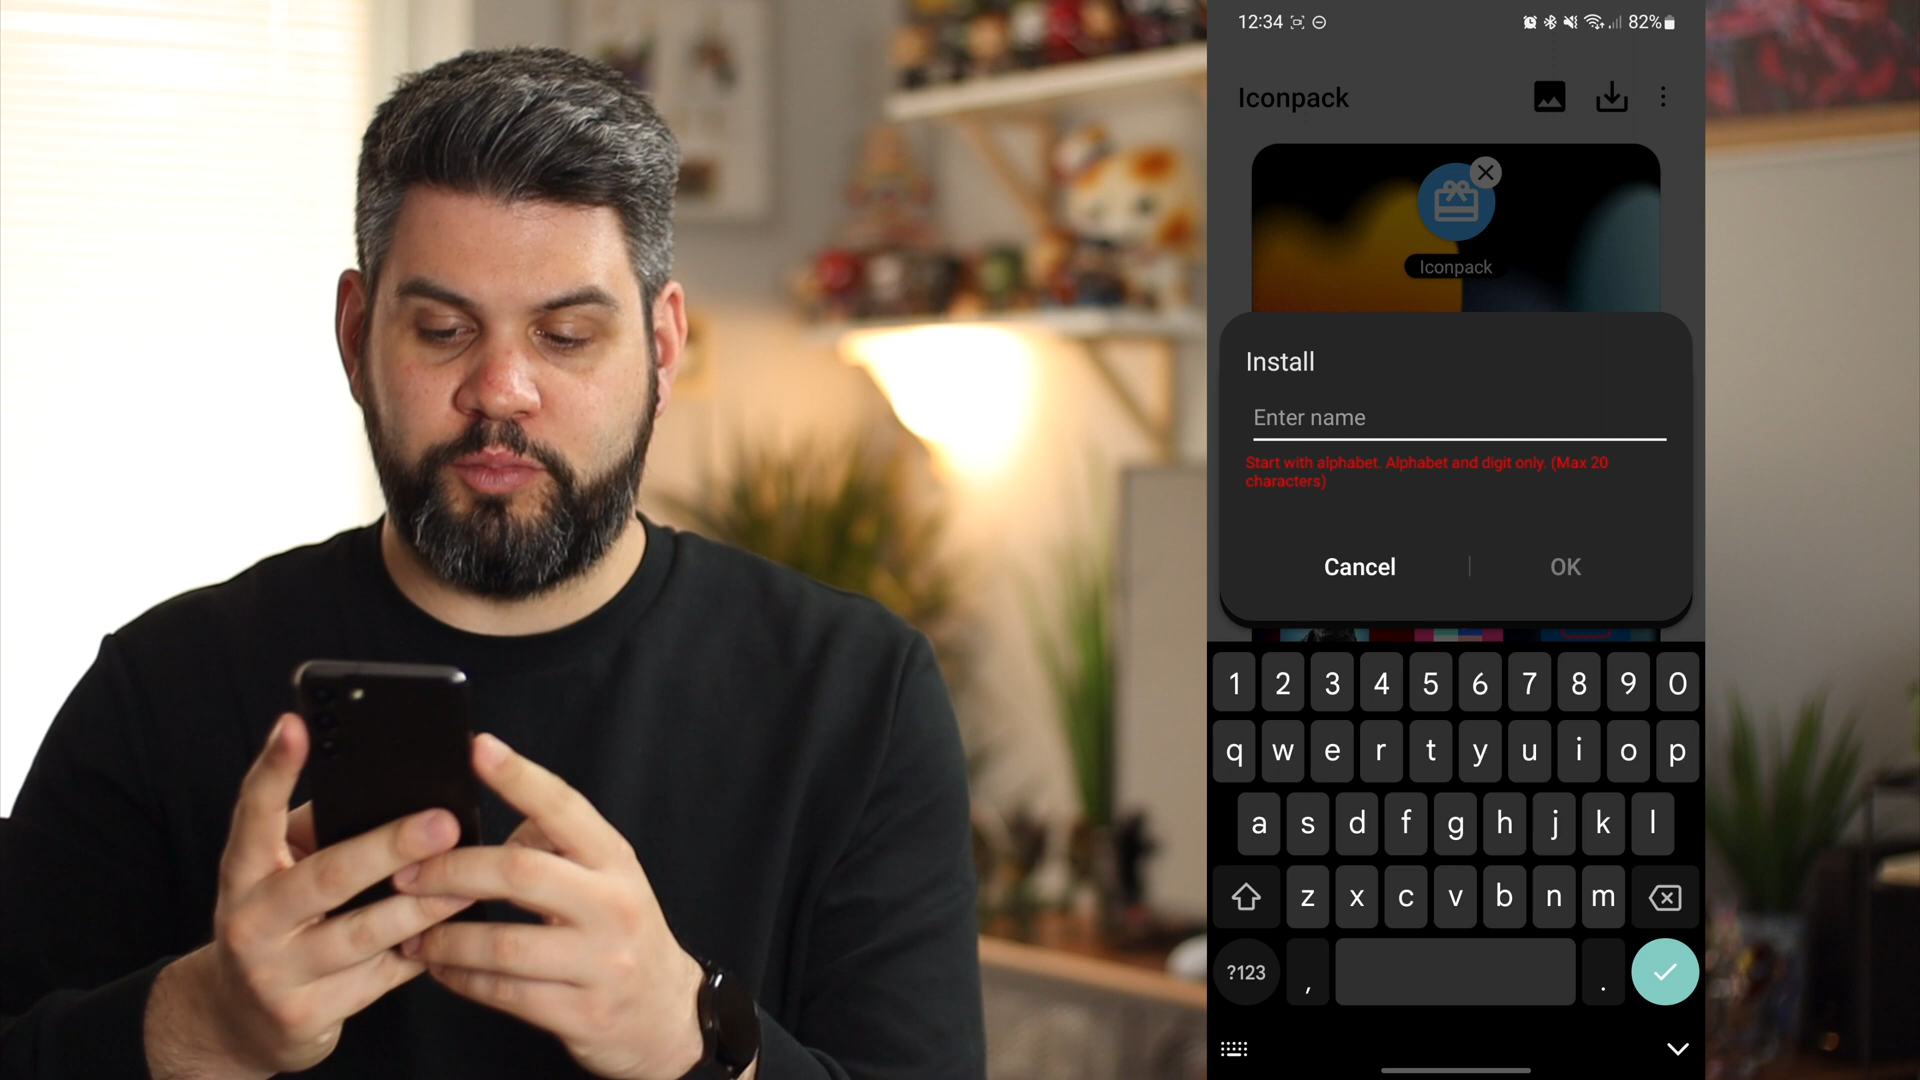 12:34 82%
Iconpack
Iconpack
Install
Enter name
Start with alphabet. Alphabet and digit only. (Max 20
characters)
Cancel OK
1 2 3 4 5 6 7 8 9 0
q w e r t y u i o p
a s d f g h j k l
z x c v b n m
?123 , .